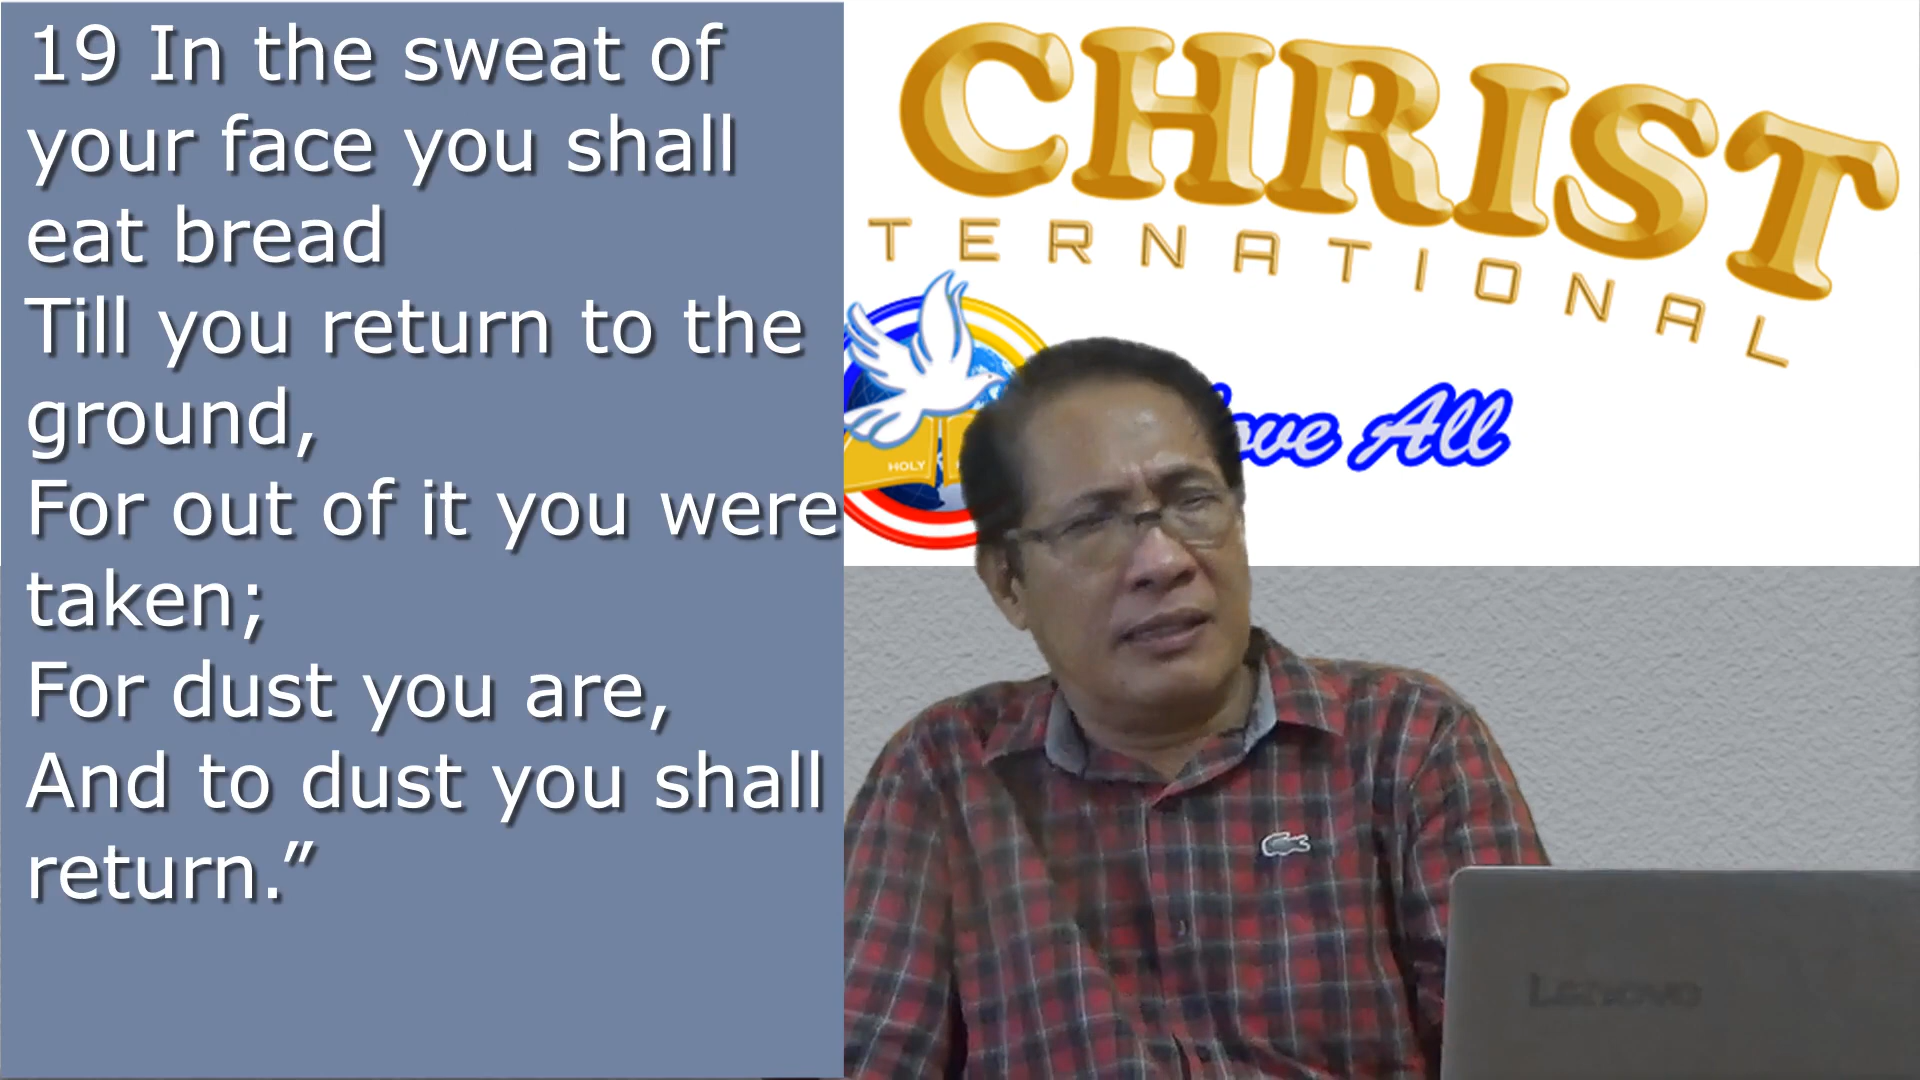 19 In the sweat of
your face you shall
eat bread
Till you return to the
ground,
For out of it you were
taken;
For dust you are,
And to dust you shall
return.”
CHRIST
TERNATIONAL
ove All
HOLY
Lenovo